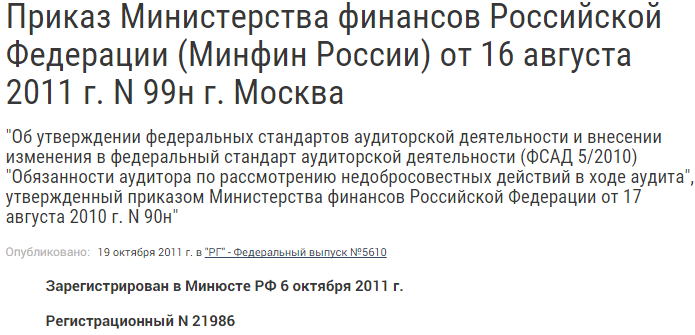 Приказ Министерства финансов Российской
Федерации (Минфин России) от 16 августа
2011 г. N 99н г. Москва
"Об утверждении федеральных стандартов аудиторской деятельности и внесении
изменения в федеральный стандарт аудиторской деятельности (ФСАД 5/2010)
"Обязанности аудитора по рассмотрению недобросовестных действий в ходе аудита",
утвержденный приказом Министерства финансов Российской Федерации от 17
августа 2010 г. N 90н"
Опубликовано: 19 октября 2011 г. в "РГ" - Федеральный выпуск №5610
Зарегистрирован в Минюсте РФ 6 октября 2011 г.
Регистрационный N 21986